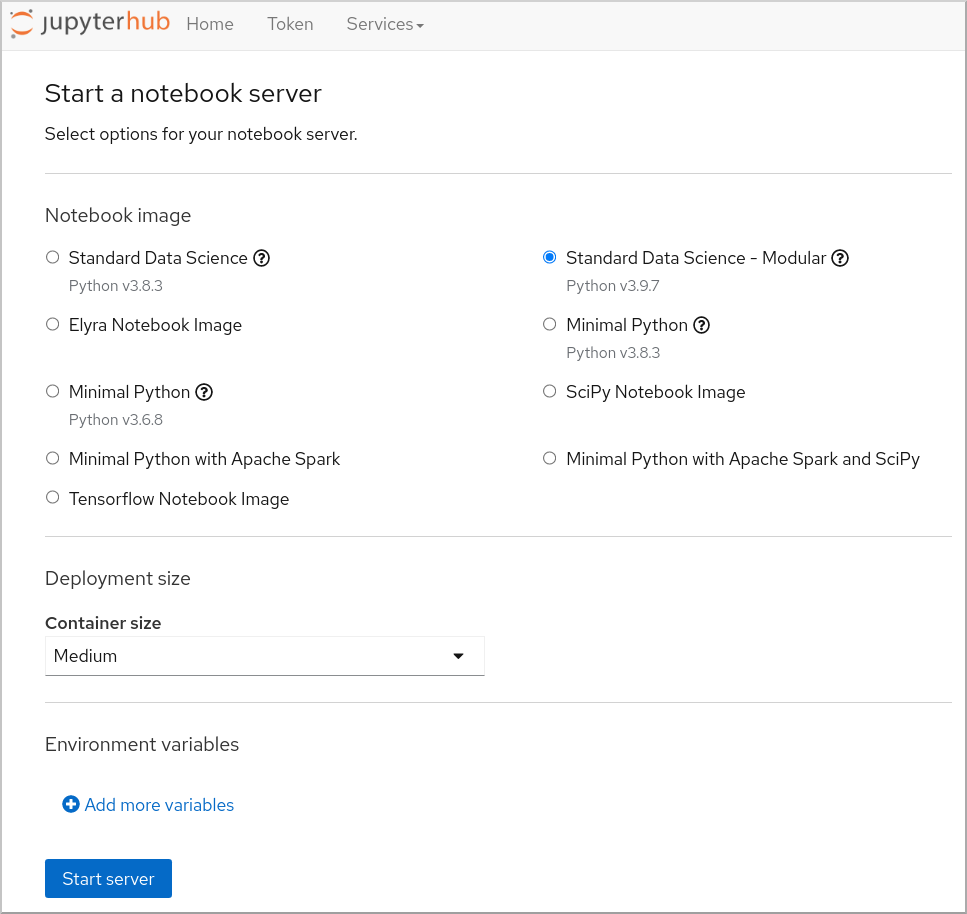 jupyterhub Home Token Services
Start a notebook server
Select options for your notebook server.
Notebook image
Standard Data Science
Python v3.8.3
Standard Data Science - Modular
Python v3.9.7
Elyra Notebook Image
Minimal Python
Python v3.8.3
Minimal Python
Python v3.6.8
SciPy Notebook Image
Minimal Python with Apache Spark
Minimal Python with Apache Spark and SciPy
Tensorflow Notebook Image
Deployment size
Container size
Medium
Environment variables
Add more variables
Start server